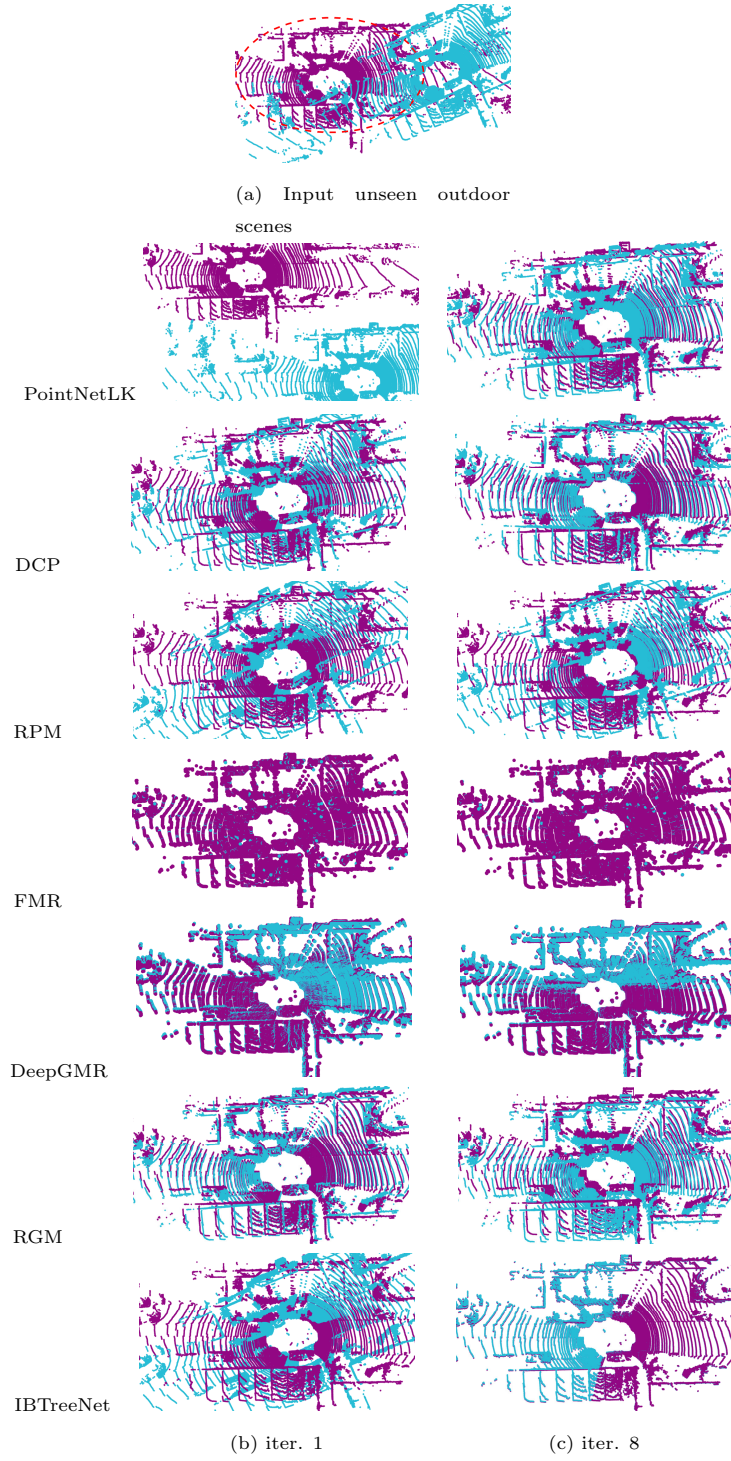 (a) Input unseen outdoor
scenes
PointNetLK
DCP
RPM
FMR
DeepGMR
RGM
IBTreeNet
(b) iter. 1
(c) iter. 8